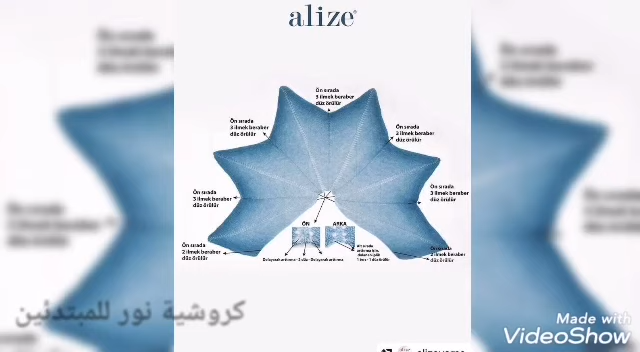 alize
Ön sırada
3 ilmek beraber
düz örülür
Ön sırada
3 ilmek beraber
düz örülür
Ön sırada
3 ilmek beraber
düz örülür
Ön sırada
3 ilmek beraber
düz örülür
Ön sırada
3 ilmek beraber
düz örülür
ÖN
ARKA
Ön sırada
2 ilmek beraber
düz örülür
Ön sırada
2 ilmek beraber
düz örülür
كروشية نور للمبتدئين
Made with
VideoShow